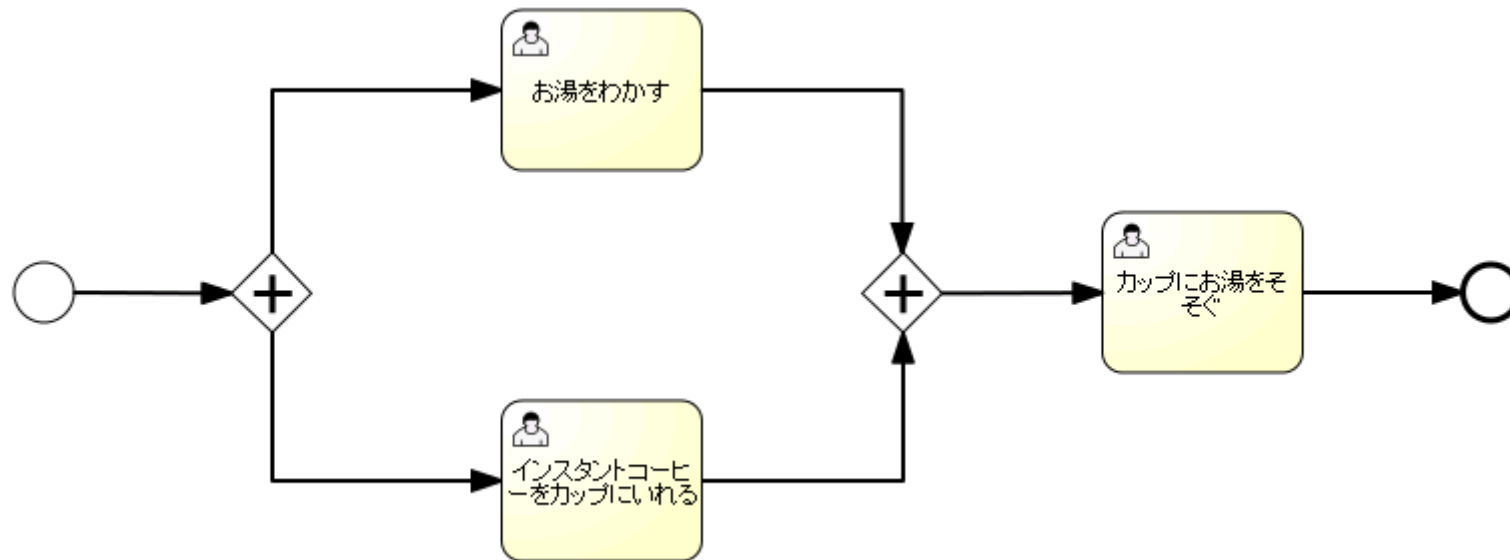 お湯をわかす
カップにお湯をそ
そぐ
インスタントコーヒ
ーをカップにいれる